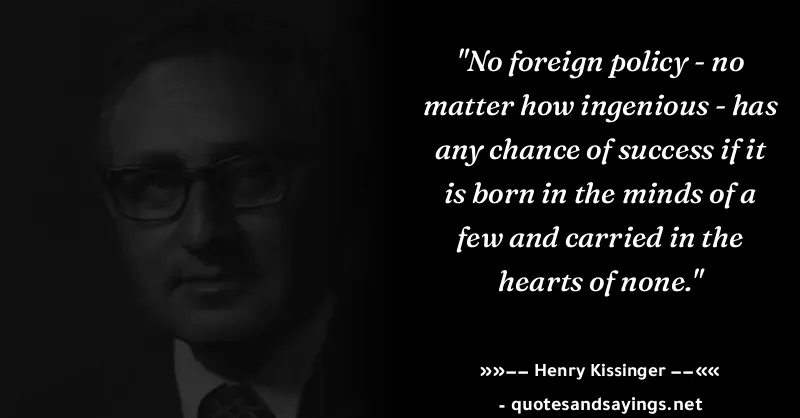 "No foreign policy - no
matter how ingenious - has
any chance of success if it
is born in the minds of a
few and carried in the
hearts of none."
»»–– Henry Kissinger ––««
- quotesandsayings.net